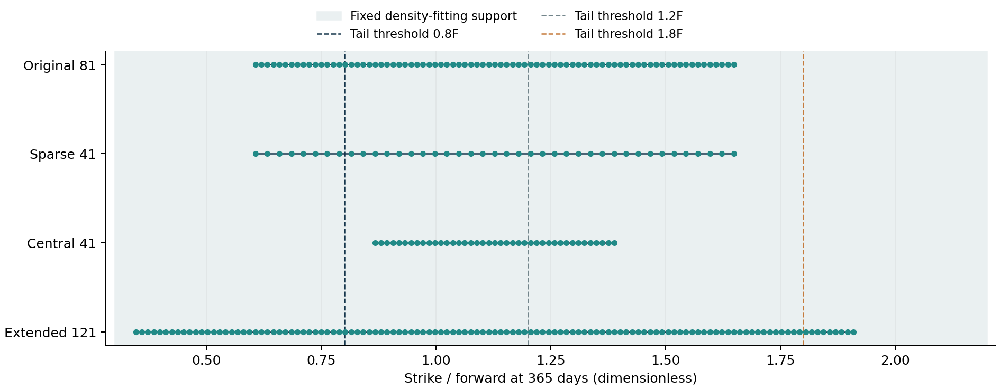 Fixed density-fitting support
Tail threshold 0.8F
Tail threshold 1.2F
Tail threshold 1.8F
Original 81
Sparse 41
Central 41
Extended 121
0.50 0.75 1.00 1.25 1.50 1.75 2.00
Strike / forward at 365 days (dimensionless)